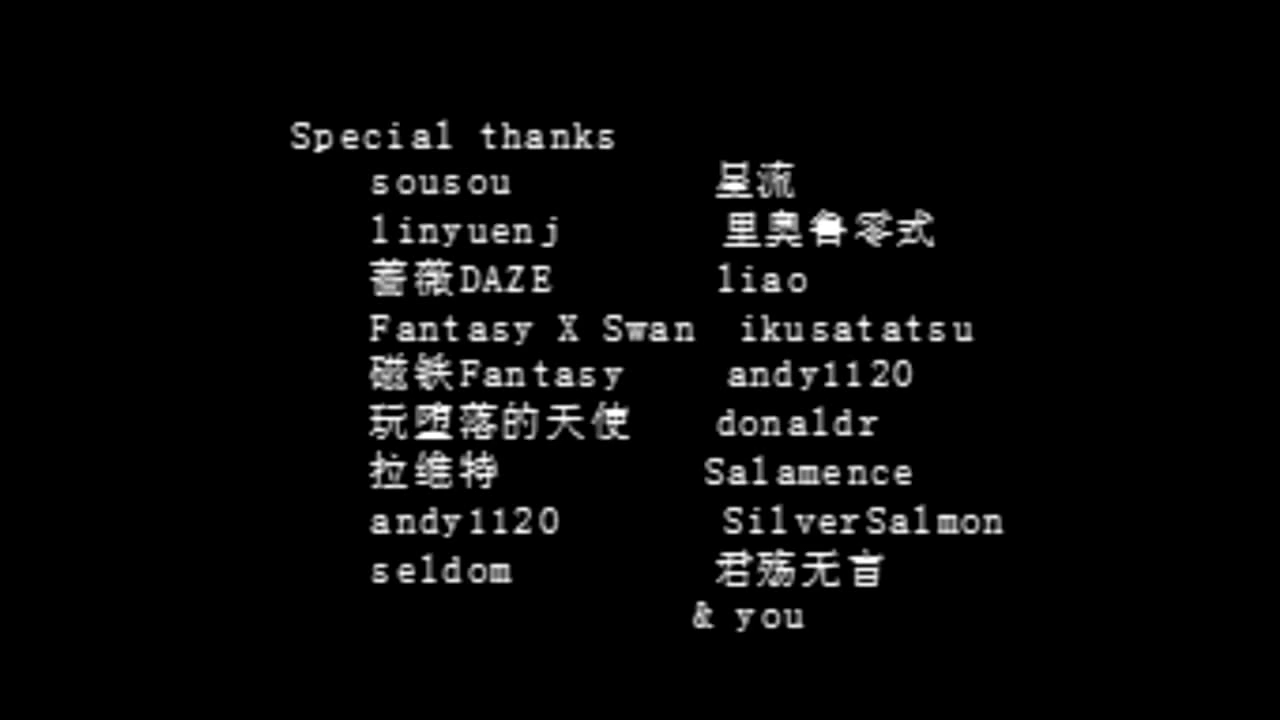 Special thanks
sousou 星流
linyuenj 里奥鲁零式
蔷薇DAZE liao
Fantasy X Swan ikusatatsu
磁铁Fantasy andy1120
玩堕落的天使 donaldr
拉维特 Salamence
andy1120 SilverSalmon
seldom 君殇无言
& you